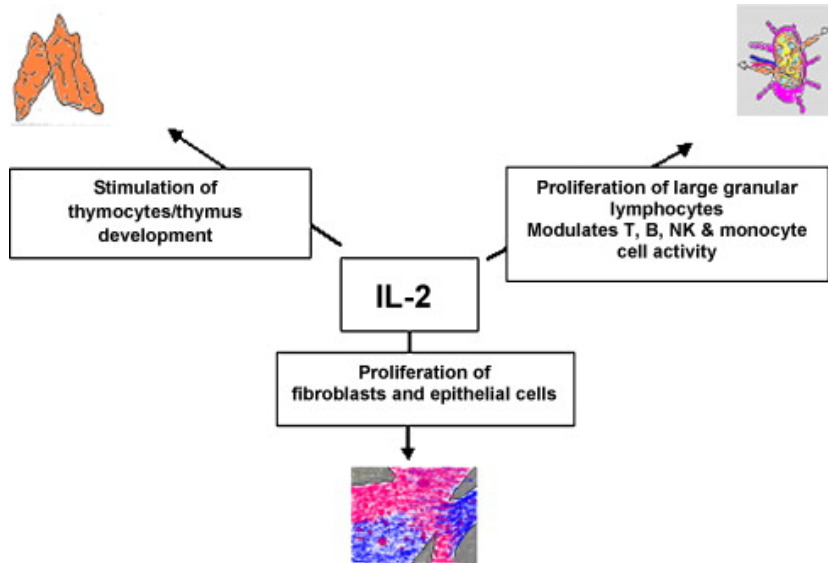 Stimulation of
thymocytes/thymus
development
Proliferation of large granular
lymphocytes
Modulates T, B, NK & monocyte
cell activity
IL-2
Proliferation of
fibroblasts and epithelial cells